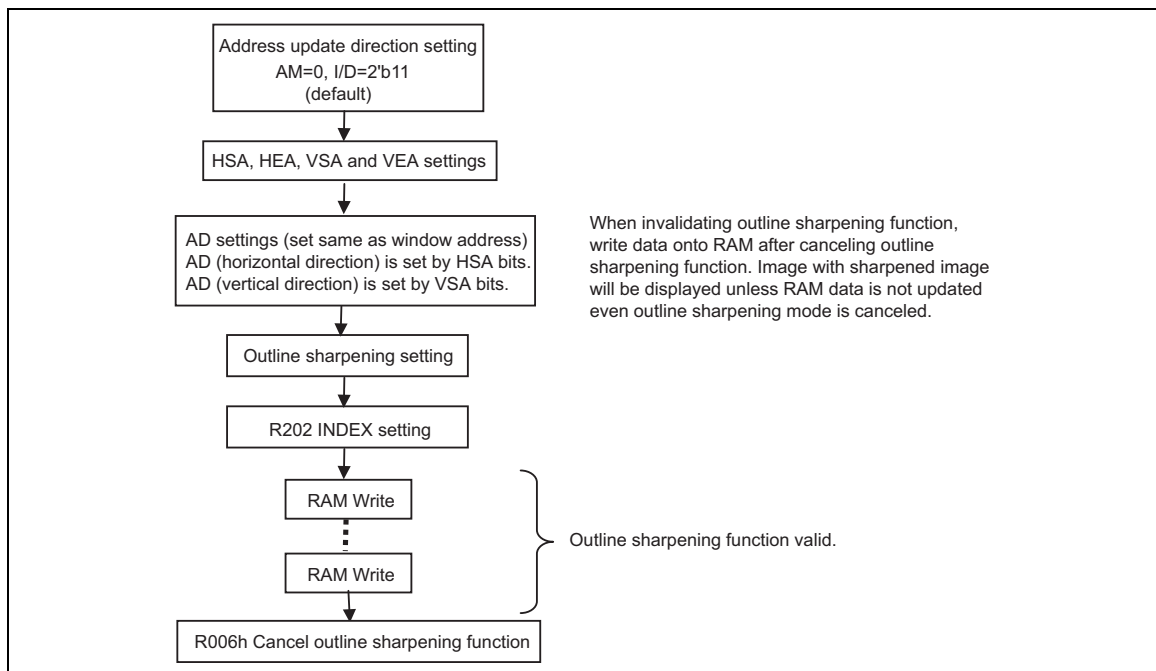 Address update direction setting
AM=0, I/D=2'b11
(default)
HSA, HEA, VSA and VEA settings
AD settings (set same as window address)
AD (horizontal direction) is set by HSA bits.
AD (vertical direction) is set by VSA bits.
When invalidating outline sharpening function,
write data onto RAM after canceling outline
sharpening function. Image with sharpened image
will be displayed unless RAM data is not updated
even outline sharpening mode is canceled.
Outline sharpening setting
R202 INDEX setting
RAM Write
Outline sharpening function valid.
RAM Write
R006h Cancel outline sharpening function